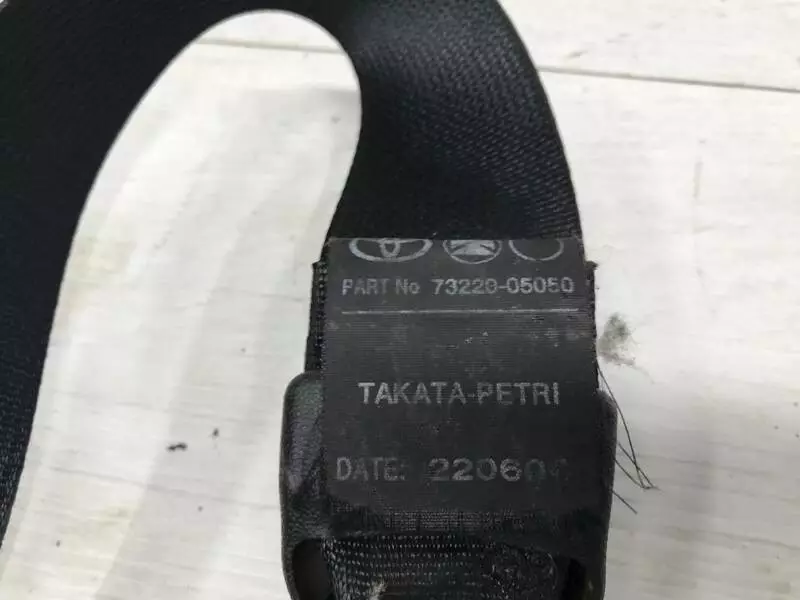 PART No 73220-05050
TAKATA-PETRI
DATE: